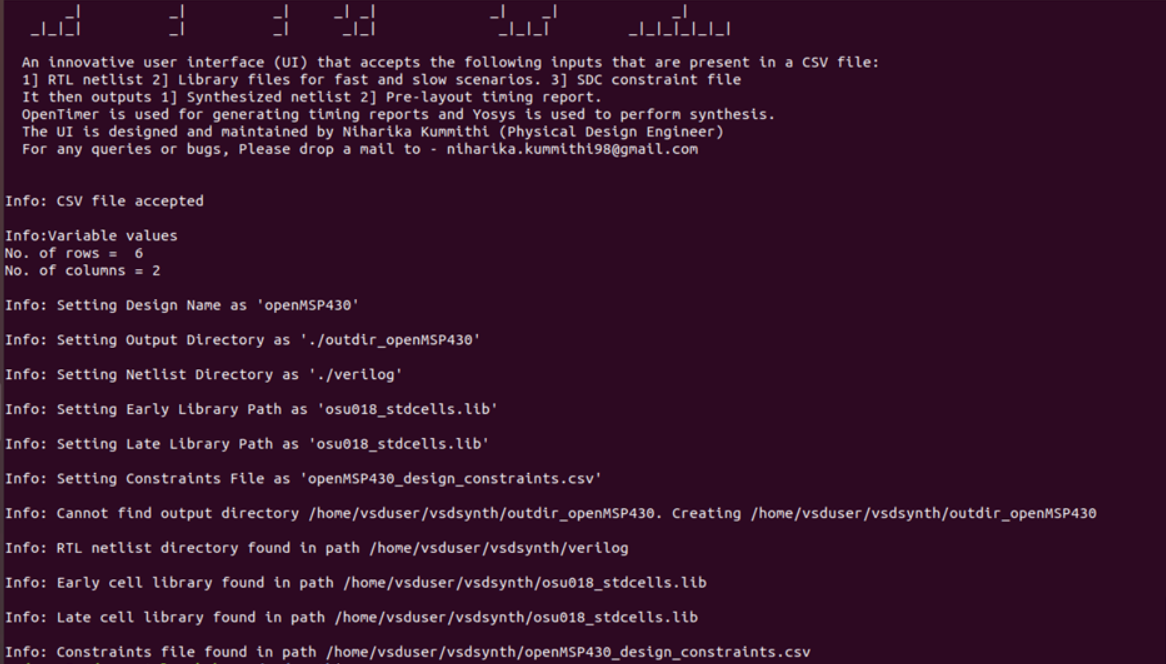 An innovative user interface (UI) that accepts the following inputs that are present in a CSV file:
1] RTL netlist 2] Library files for fast and slow scenarios. 3] SDC constraint file
It then outputs 1] Synthesized netlist 2] Pre-layout timing report.
OpenTimer is used for generating timing reports and Yosys is used to perform synthesis.
The UI is designed and maintained by Niharika Kummithi (Physical Design Engineer)
For any queries or bugs, Please drop a mail to - niharika.kummithi98@gmail.com
Info: CSV file accepted
Info:Variable values
No. of rows =  6
No. of columns = 2
Info: Setting Design Name as 'openMSP430'
Info: Setting Output Directory as './outdir_openMSP430'
Info: Setting Netlist Directory as './verilog'
Info: Setting Early Library Path as 'osu018_stdcells.lib'
Info: Setting Late Library Path as 'osu018_stdcells.lib'
Info: Setting Constraints File as 'openMSP430_design_constraints.csv'
Info: Cannot find output directory /home/vsduser/vsdsynth/outdir_openMSP430. Creating /home/vsduser/vsdsynth/outdir_openMSP430
Info: RTL netlist directory found in path /home/vsduser/vsdsynth/verilog
Info: Early cell library found in path /home/vsduser/vsdsynth/osu018_stdcells.lib
Info: Late cell library found in path /home/vsduser/vsdsynth/osu018_stdcells.lib
Info: Constraints file found in path /home/vsduser/vsdsynth/openMSP430_design_constraints.csv